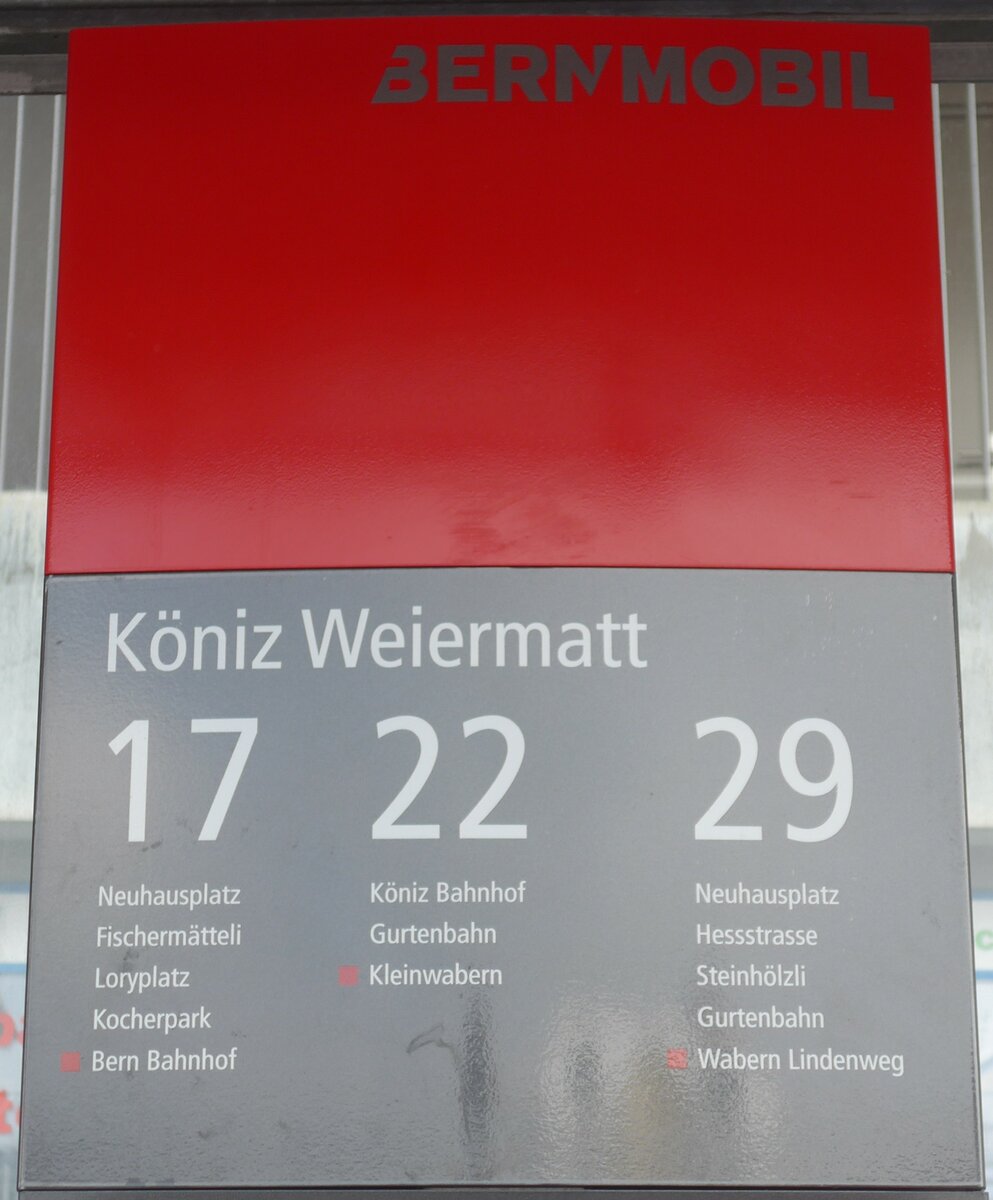 BERNMOBIL
Köniz Weiermatt
17
Neuhausplatz
Fischermätteli
Loryplatz
Kocherpark
Bern Bahnhof
22
Köniz Bahnhof
Gurtenbahn
Kleinwabern
29
Neuhausplatz
Hessstrasse
Steinhölzli
Gurtenbahn
Wabern Lindenweg